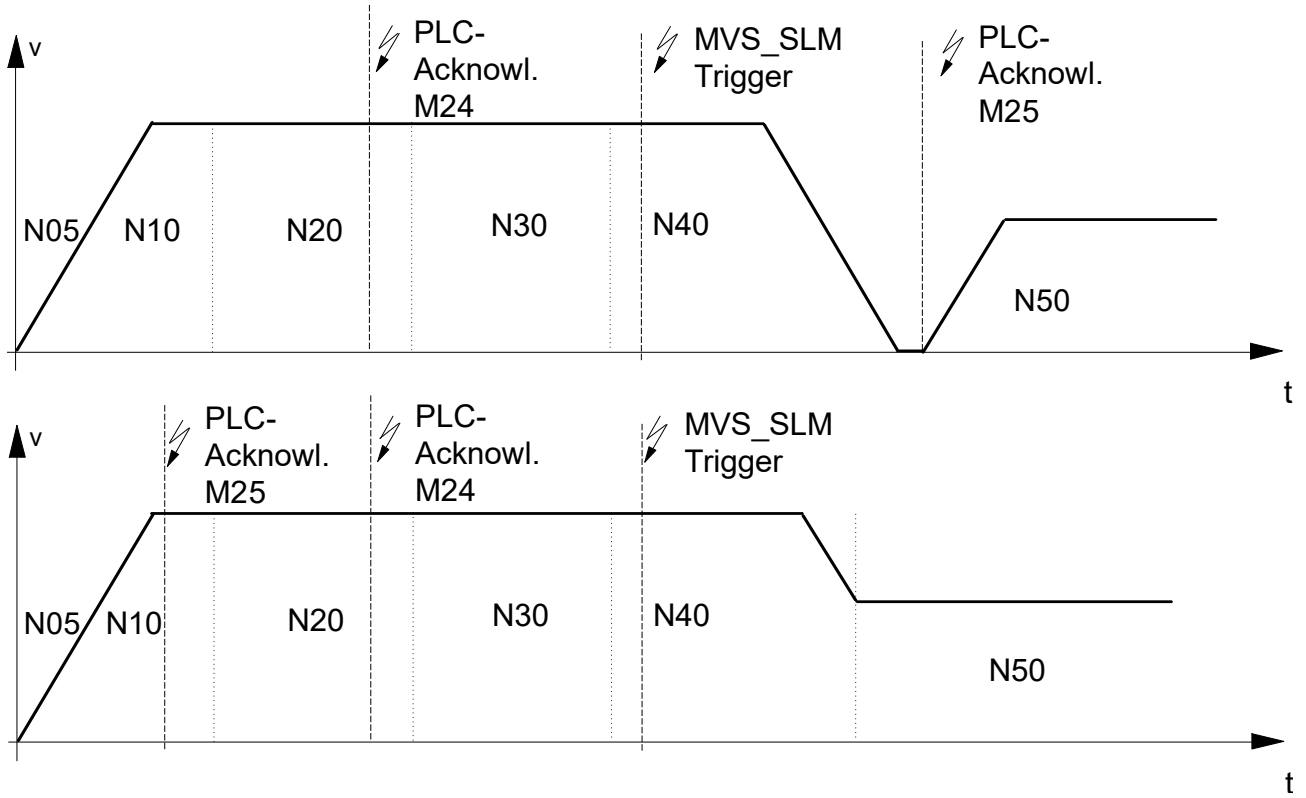 v
PLC-
Acknowl.
M24
MVS_SLM
Trigger
PLC-
Acknowl.
M25
N05
N10
N20
N30
N40
N50
t
v
PLC-
Acknowl.
M25
PLC-
Acknowl.
M24
MVS_SLM
Trigger
N05
N10
N20
N30
N40
N50
t